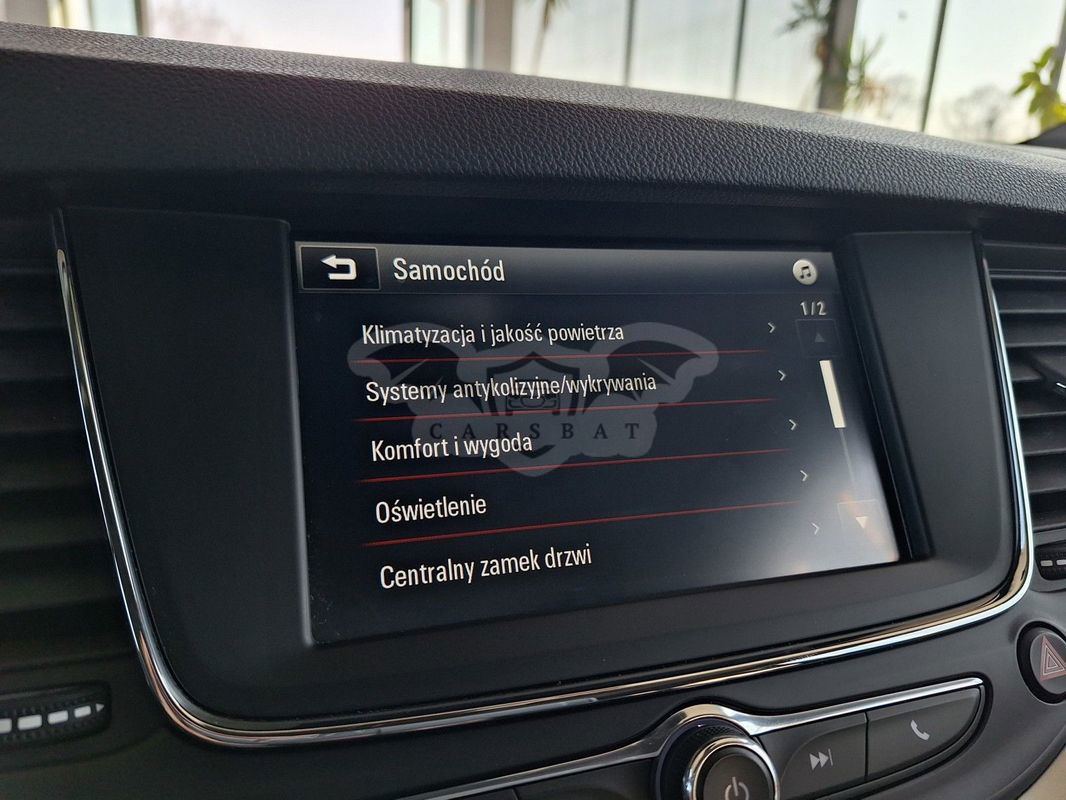 Samochód
1/2
Klimatyzacja i jakość powietrza
Systemy antykolizyjne/wykrywania
CARSBAT
Komfort i wygoda
Oświetlenie
Centralny zamek drzwi